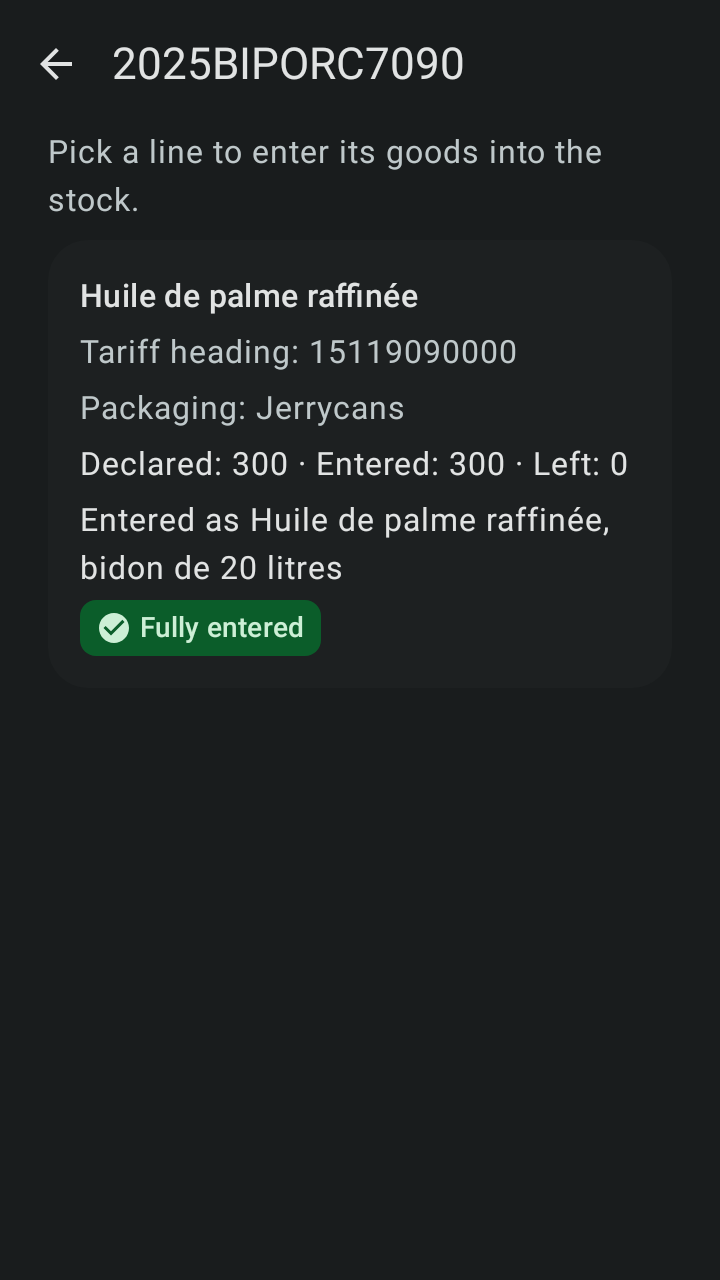 2025BIPORC7090
Pick a line to enter its goods into the
stock.
Huile de palme raffinée
Tariff heading: 15119090000
Packaging: Jerrycans
Declared: 300 · Entered: 300 · Left: 0
Entered as Huile de palme raffinée,
bidon de 20 litres
Fully entered